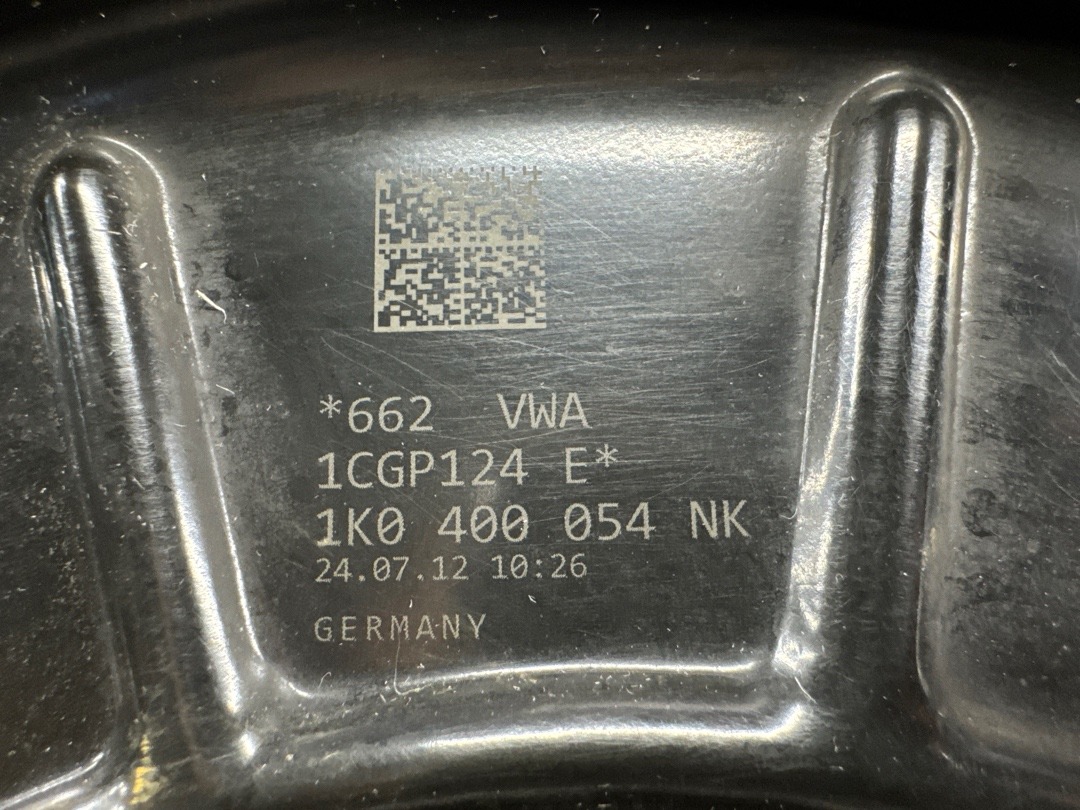 *662 VWA
1CGP124 E*
1K0 400 054 NK
24.07.12 10:26
GERMANY